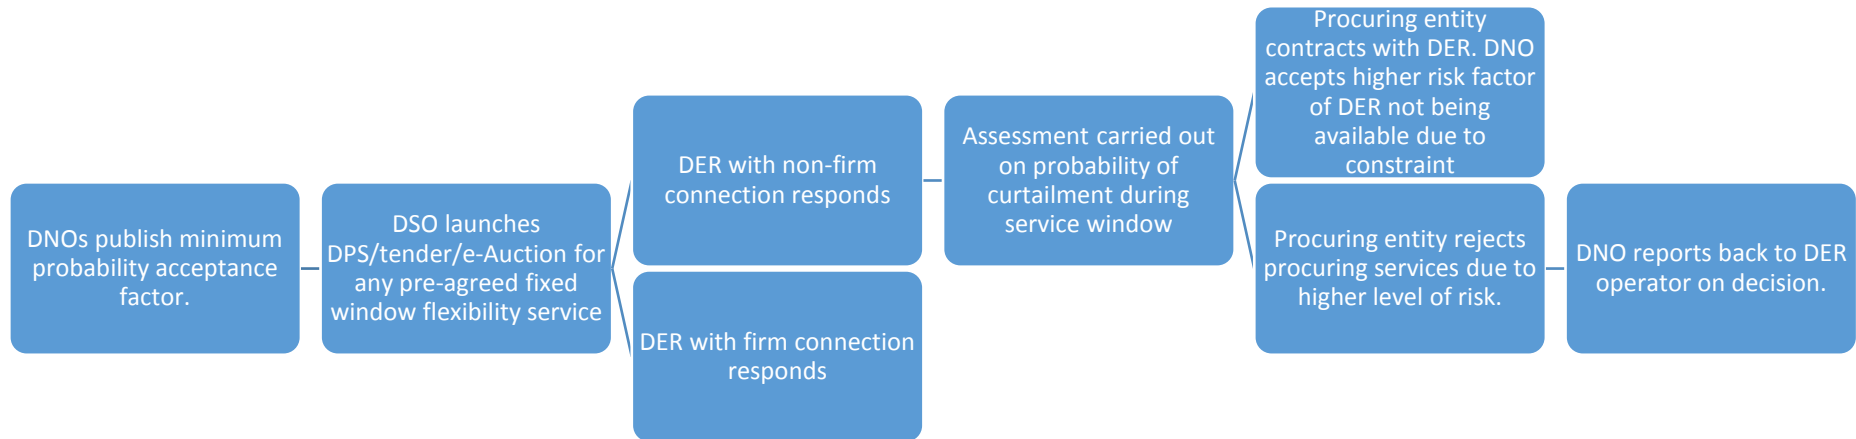 DNOs publish minimum
probability acceptance
factor.
DSO launches
DPS/tender/e-Auction for
any pre-agreed fixed
window flexibility service
DER with non-firm
connection responds
DER with firm connection
responds
Assessment carried out
on probability of
curtailment during
service window
Procuring entity
contracts with DER. DNO
accepts higher risk factor
of DER not being
available due to
constraint
Procuring entity rejects
procuring services due to
higher level of risk.
DNO reports back to DER
operator on decision.